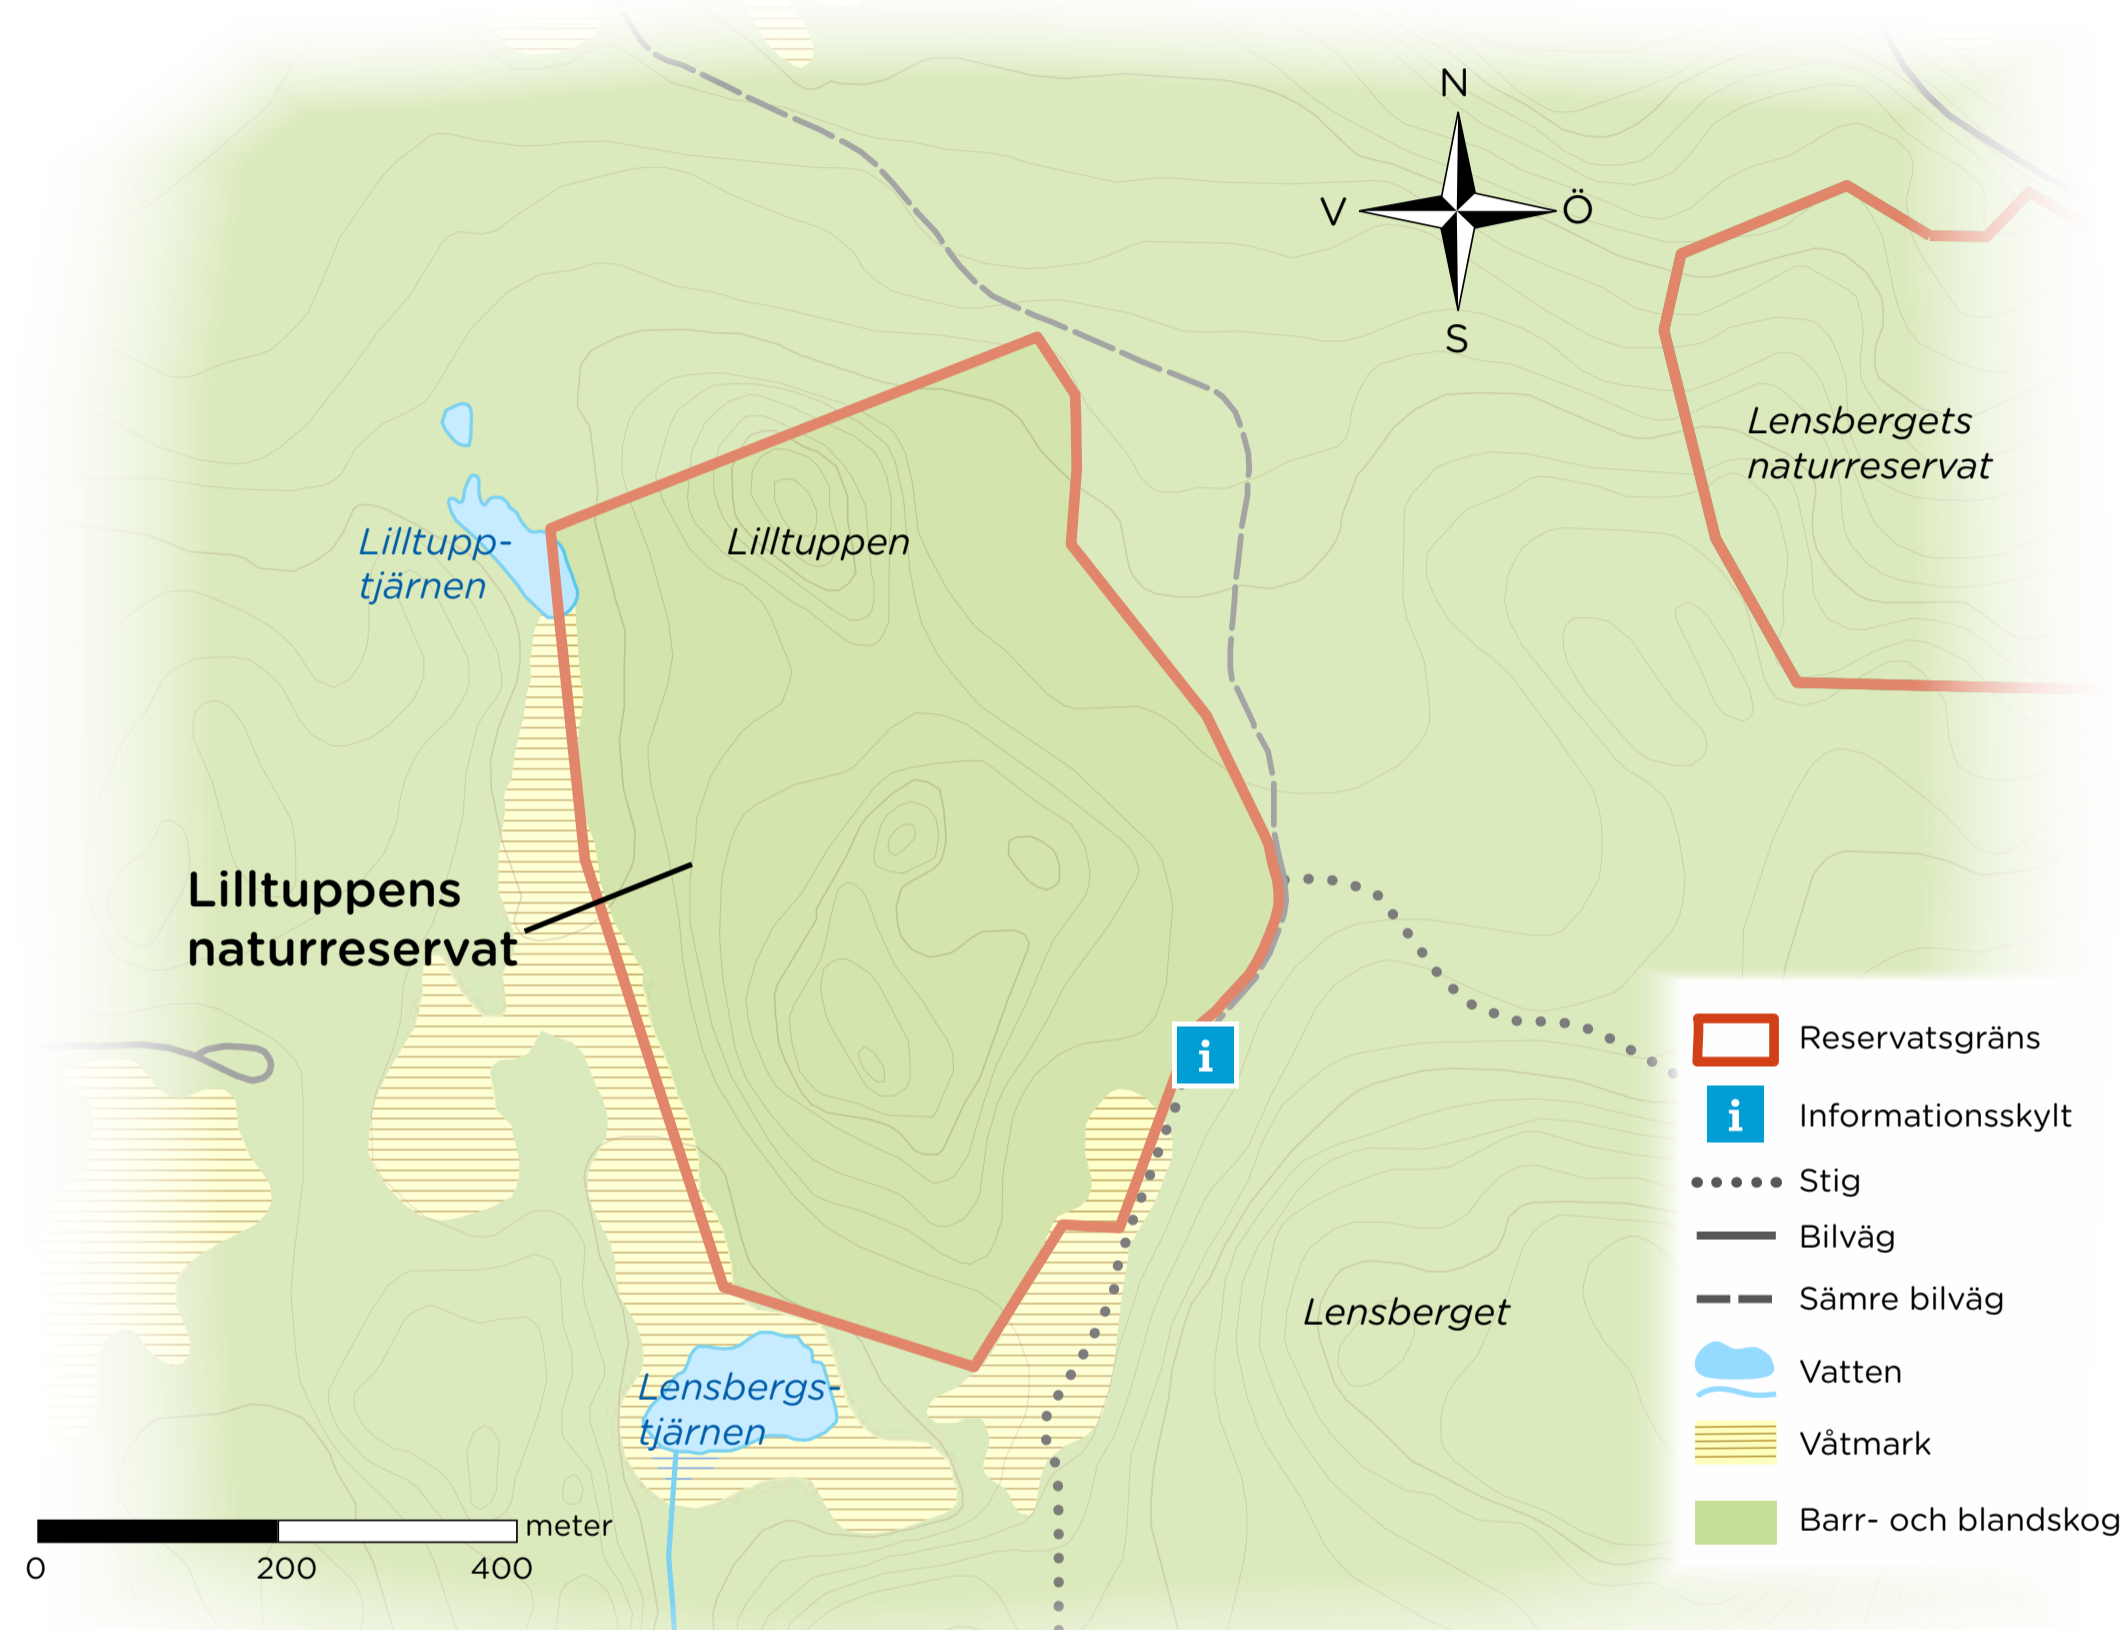 N
V
Ö
S
Lensbergets
naturreservat
Lilltupp-
tjärnen
Lilltuppen
Lilltuppens
naturreservat
i
Lensberget
Lensbergs-
tjärnen
Reservatsgräns
i
Informationsskylt
Stig
Bilväg
Sämre bilväg
Vatten
Våtmark
Barr- och blandskog
meter
0
200
400